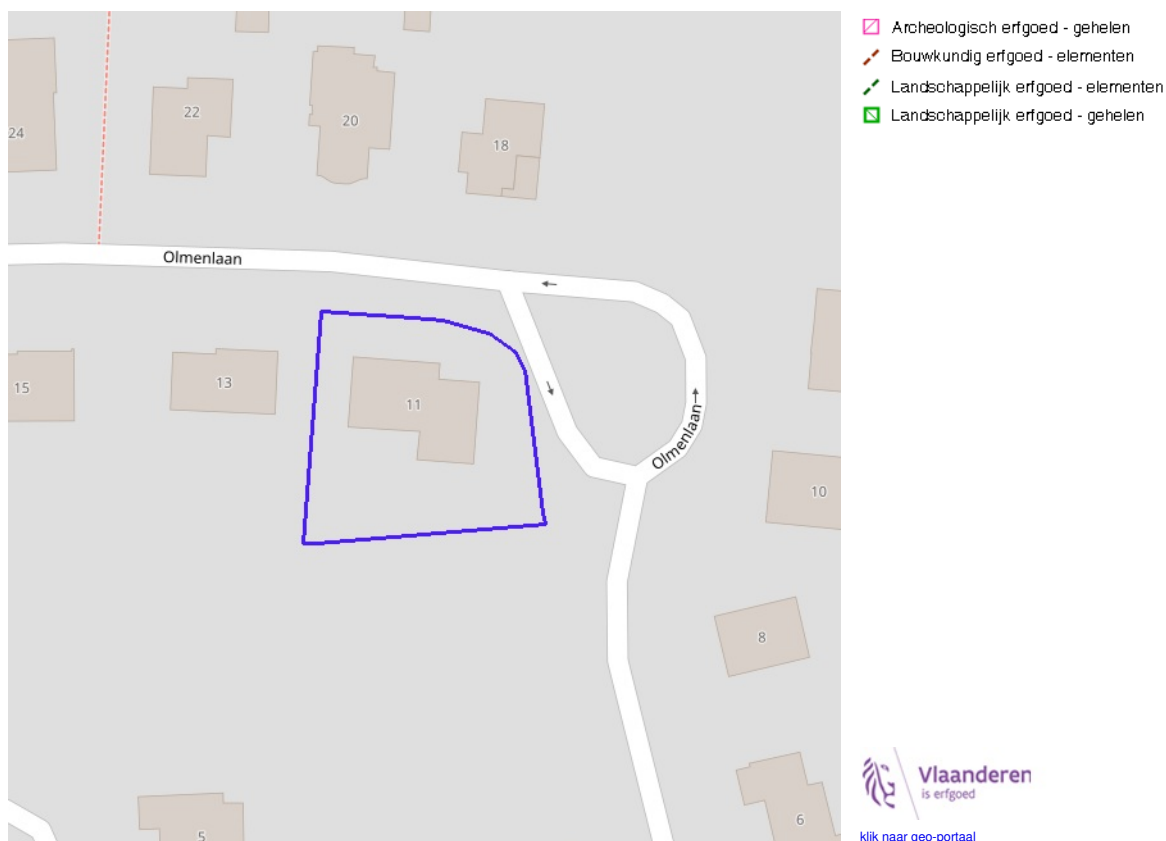 Archeologisch erfgoed - gehelen
Bouwkundig erfgoed - elementen
Landschappelijk erfgoed - elementen
Landschappelijk erfgoed - gehelen
24
22
20
18
Olmenlaan
15
13
11
Olmenlaan
10
8
6
5
Vlaanderen
is erfgoed
klik naar geo-portaal